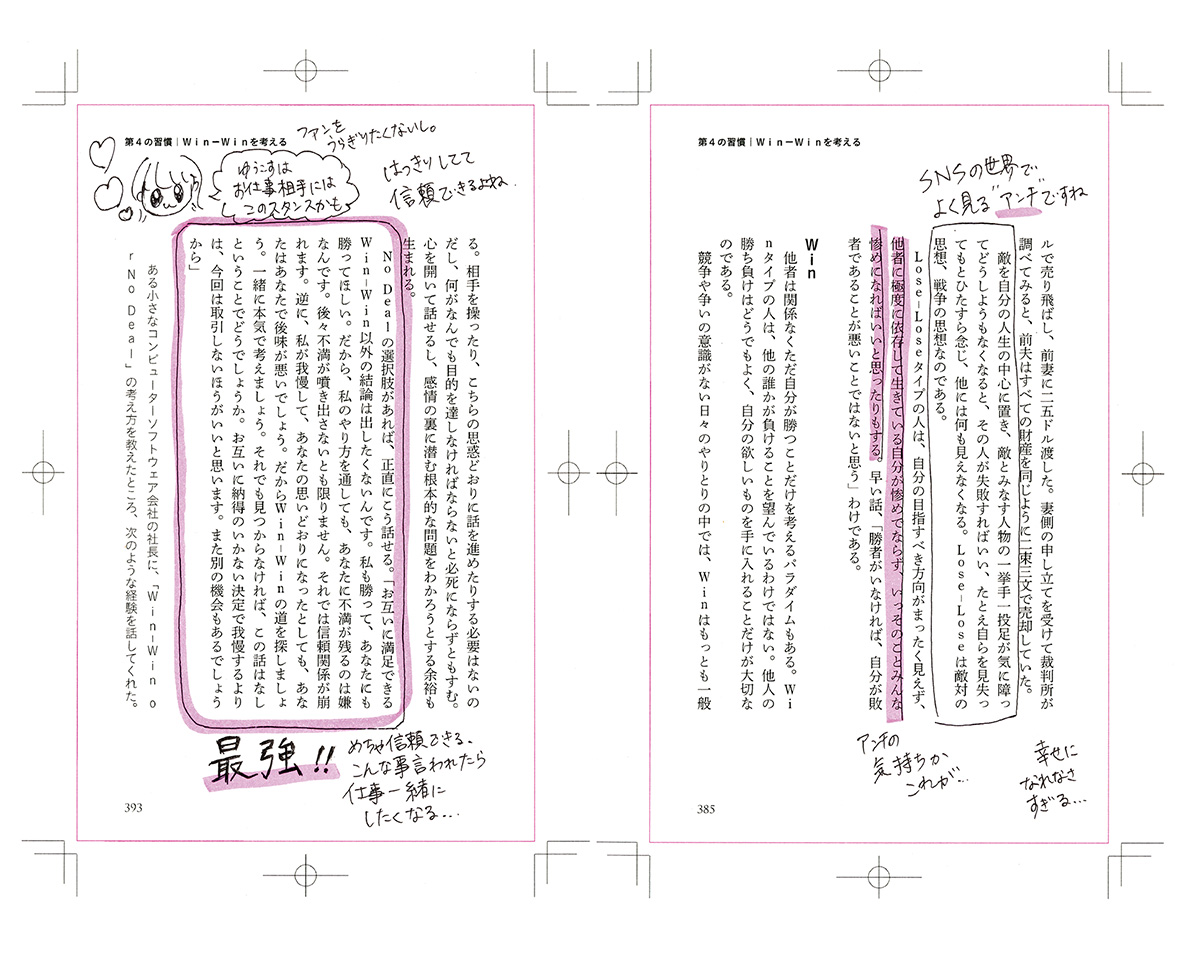 第4の習慣｜Win－Winを考える
SNSの世界で
よく見る"アンチ"ですね
ルで売り飛ばし、前妻に二五ドル渡した。妻側の申し立てを受けて裁判所が
調べてみると、前夫はすべての財産を同じように二束三文で売却していた。
敵を自分の人生の中心に置き、敵とみなす人物の一挙手一投足が気に障っ
てどうしようもなくなると、その人が失敗すればいい、たとえ自らを見失っ
てもとひたすら念じ、他には何も見えなくなる。Lose－Loseは敵対の
思想、戦争の思想なのである。
Lose－Loseタイプの人は、自分の目指すべき方向がまったく見えず、
他者に極度に依存して生きている自分が惨めでならず、いっそのことみんな
惨めになればいいと思ったりもする。早い話、「勝者がいなければ、自分が敗
者であることが悪いことではないと思う」わけである。
Win
他者は関係なくただ自分が勝つことだけを考えるパラダイムもある。Wi
nタイプの人は、他の誰かが負けることを望んでいるわけではない。他人の
勝ち負けはどうでもよく、自分の欲しいものを手に入れることだけが大切な
のである。
競争や争いの意識がない日々のやりとりの中では、Winはもっとも一般
幸せに
なれなさ
すぎる…
アンチの
気持ちか
これが…
385
第4の習慣｜Win－Winを考える
ファンを
うらぎりたくないし。
はっきりしてて
信頼できるよね.
ゆうこすは
お仕事相手には
このスタンスかも
る。相手を操ったり、こちらの思惑どおりに話を進めたりする必要はないの
だし、何がなんでも目的を達しなければならないと必死にならずともすむ。
心を開いて話せるし、感情の裏に潜む根本的な問題をわかろうとする余裕も
生まれる。
No Dealの選択肢があれば、正直にこう話せる。「お互いに満足できる
Win－Win以外の結論は出したくないんです。私も勝って、あなたにも
勝ってほしい。だから、私のやり方を通しても、あなたに不満が残るのは嫌
なんです。後々不満が噴き出さないとも限りません。それでは信頼関係が崩
れます。逆に、私が我慢して、あなたの思いどおりになったとしても、あな
たはあなたで後味が悪いでしょう。だからWin－Winの道を探しましょ
う。一緒に本気で考えましょう。それでも見つからなければ、この話はなし
ということでどうでしょうか。お互いに納得のいかない決定で我慢するより
は、今回は取引しないほうがいいと思います。また別の機会もあるでしょう
から」
ある小さなコンピューターソフトウェア会社の社長に、「Win－Win o
r No Deal」の考え方を教えたところ、次のような経験を話してくれた。
最強!!
めちゃ信頼できる、
こんな事言われたら
仕事一緒に
したくなる…
393